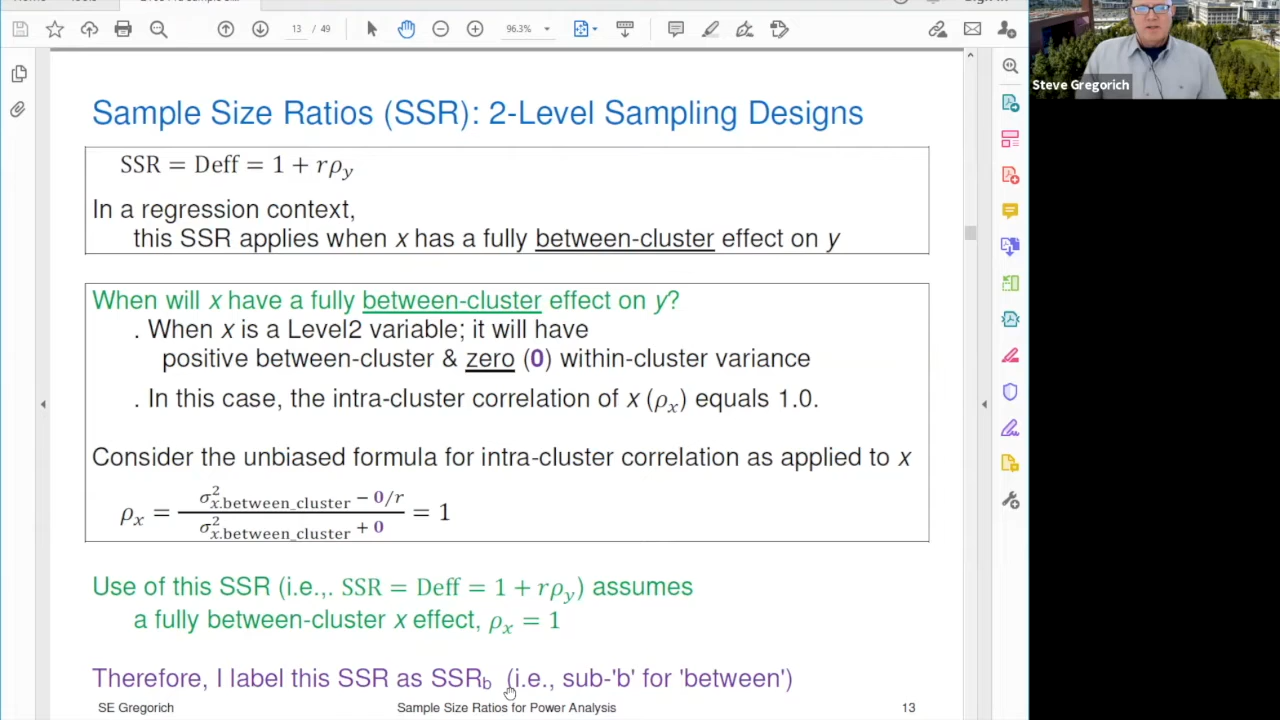 13 / 49
96.3%
Steve Gregorich
Sample Size Ratios (SSR): 2-Level Sampling Designs
SSR = Deff = 1 + rρy
In a regression context,
this SSR applies when x has a fully between-cluster effect on y
When will x have a fully between-cluster effect on y?
. When x is a Level2 variable; it will have
positive between-cluster & zero (0) within-cluster variance
. In this case, the intra-cluster correlation of x (ρx) equals 1.0.
Consider the unbiased formula for intra-cluster correlation as applied to x
ρx = (σ²x.between_cluster − 0/r) / (σ²x.between_cluster + 0) = 1
Use of this SSR (i.e.,. SSR = Deff = 1 + rρy) assumes
a fully between-cluster x effect, ρx = 1
Therefore, I label this SSR as SSRb (i.e., sub-'b' for 'between')
SE Gregorich
Sample Size Ratios for Power Analysis
13